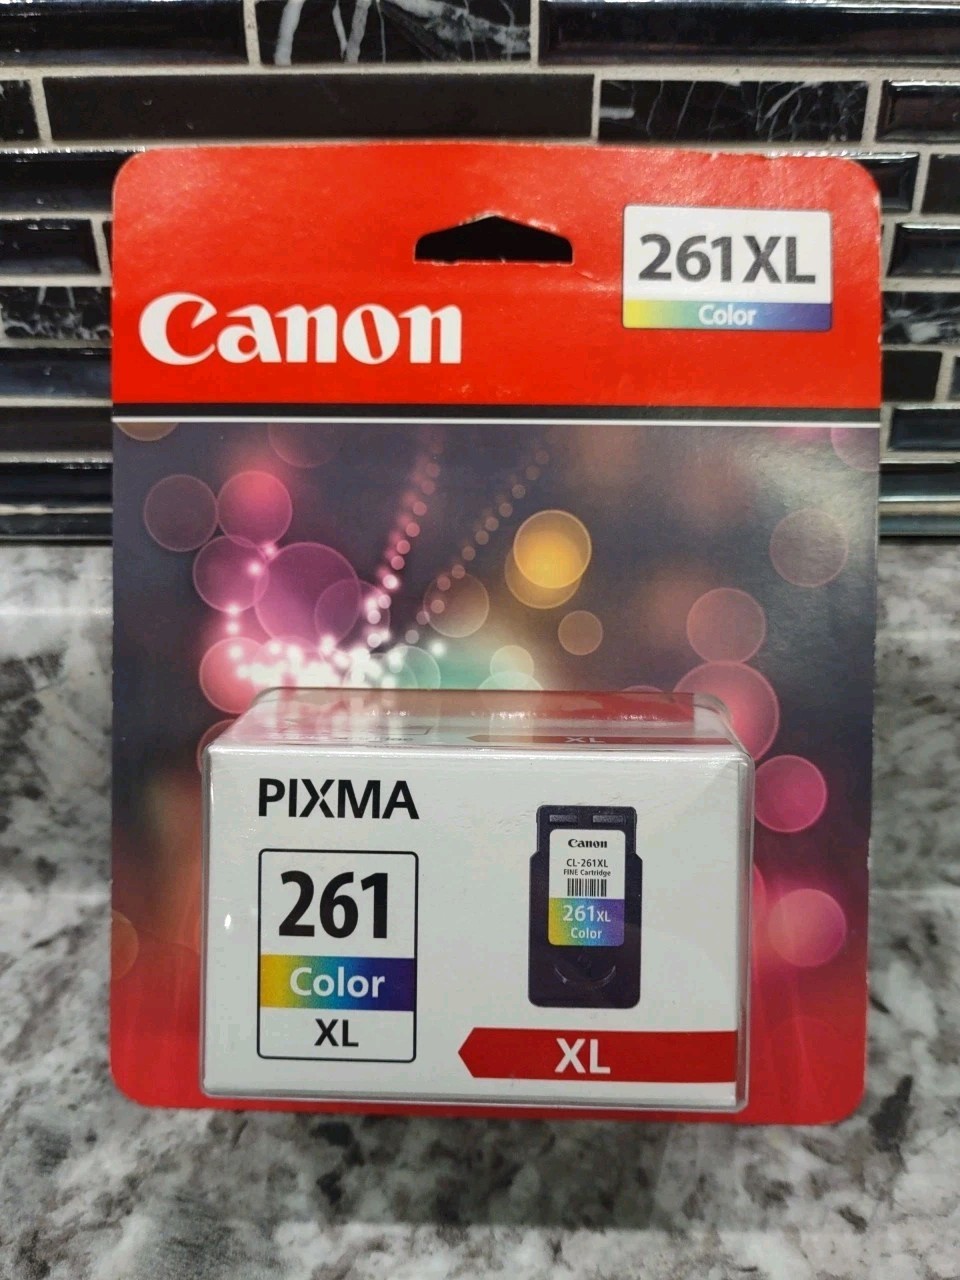 261XL
Color
Canon
XL
PIXMA
261
Color
XL
Canon
CL-261XL
FINE Cartridge
261XL
Color
XL